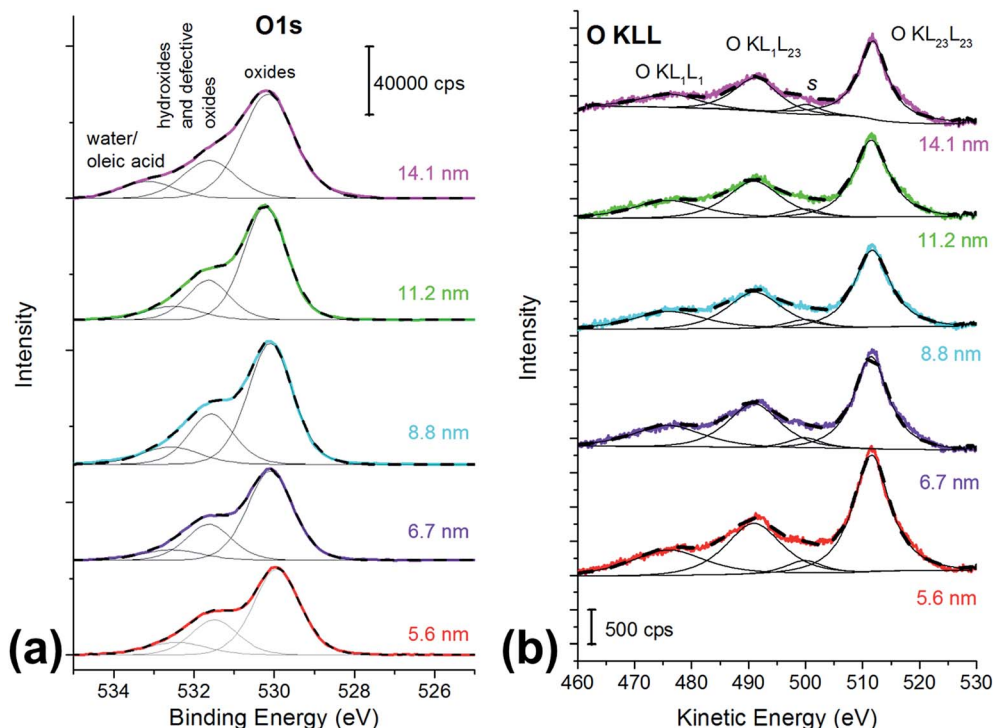 O1s
hydroxides
and defective
oxides
oxides
40000 cps
water/
oleic acid
14.1 nm
11.2 nm
8.8 nm
6.7 nm
5.6 nm
(a)
Intensity
534 532 530 528 526
Binding Energy (eV)
O KLL
O KL1L1
O KL1L23
s
O KL23L23
14.1 nm
11.2 nm
8.8 nm
6.7 nm
5.6 nm
500 cps
(b)
Intensity
460 470 480 490 500 510 520 530
Kinetic Energy (eV)